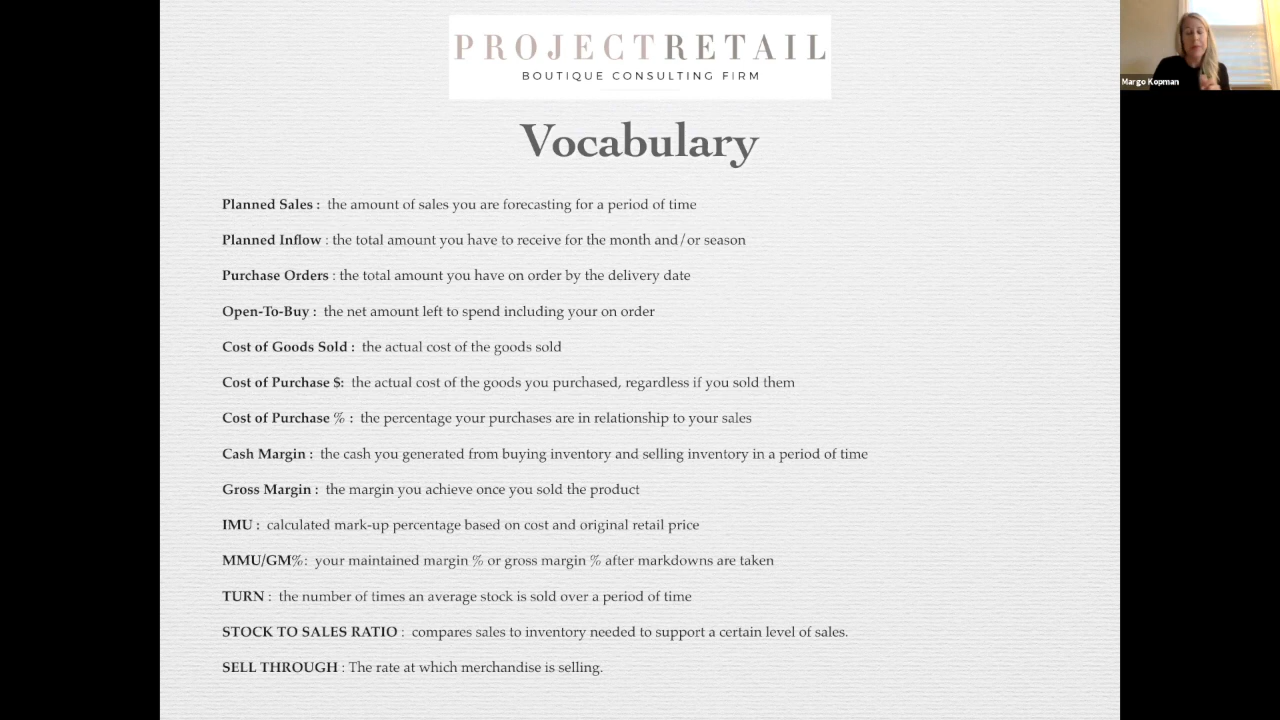 PROJECTRETAIL
BOUTIQUE CONSULTING FIRM
Margo Kopman
Vocabulary
Planned Sales : the amount of sales you are forecasting for a period of time
Planned Inflow : the total amount you have to receive for the month and/or season
Purchase Orders : the total amount you have on order by the delivery date
Open-To-Buy : the net amount left to spend including your on order
Cost of Goods Sold : the actual cost of the goods sold
Cost of Purchase $: the actual cost of the goods you purchased, regardless if you sold them
Cost of Purchase % : the percentage your purchases are in relationship to your sales
Cash Margin : the cash you generated from buying inventory and selling inventory in a period of time
Gross Margin : the margin you achieve once you sold the product
IMU : calculated mark-up percentage based on cost and original retail price
MMU/GM%: your maintained margin % or gross margin % after markdowns are taken
TURN : the number of times an average stock is sold over a period of time
STOCK TO SALES RATIO : compares sales to inventory needed to support a certain level of sales.
SELL THROUGH : The rate at which merchandise is selling.